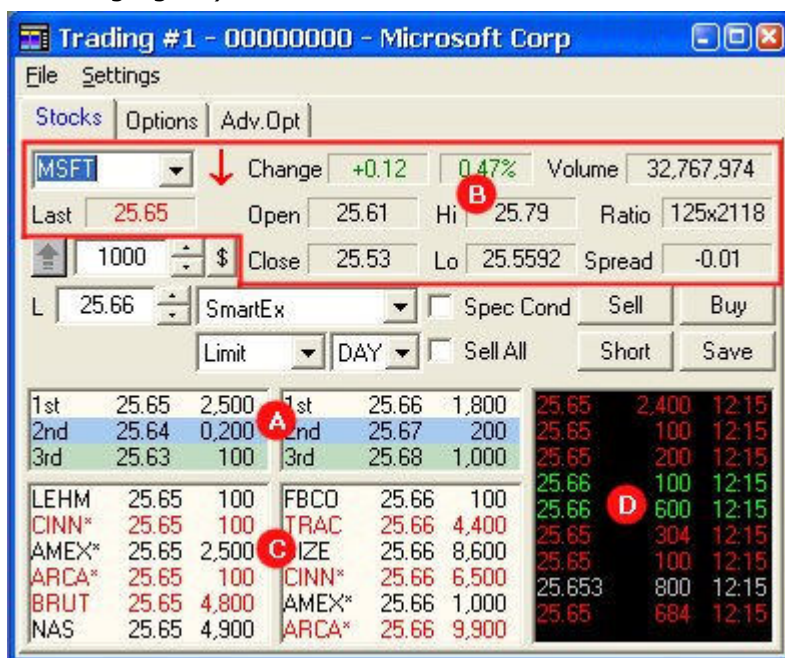 Trading #1 - 00000000 - Microsoft Corp
File Settings
Stocks Options Adv.Opt
MSFT Change +0.12 0.47% Volume 32,767,974
B
Last 25.65 Open 25.61 Hi 25.79 Ratio 125x2118
1000 $ Close 25.53 Lo 25.5592 Spread -0.01
L 25.66 SmartEx Spec Cond Sell Buy
Limit DAY Sell All Short Save
1st 25.65 2,500 1st 25.66 1,800
A
2nd 25.64 0,200 2nd 25.67 200
3rd 25.63 100 3rd 25.68 1,000
LEHM 25.65 100 FBCO 25.66 100
CINN* 25.65 100 TRAC 25.66 4,400
C
AMEX* 25.65 2,500 25.66 8,600
ARCA* 25.65 100 CINN* 25.66 6,500
BRUT 25.65 4,800 AMEX* 25.66 1,000
NAS 25.65 4,900 ARCA* 25.66 9,900
25.65 2,400 12:15
25.65 100 12:15
25.65 200 12:15
25.66 100 12:15
D
25.66 600 12:15
25.65 304 12:15
25.65 100 12:15
25.653 800 12:15
25.65 684 12:15